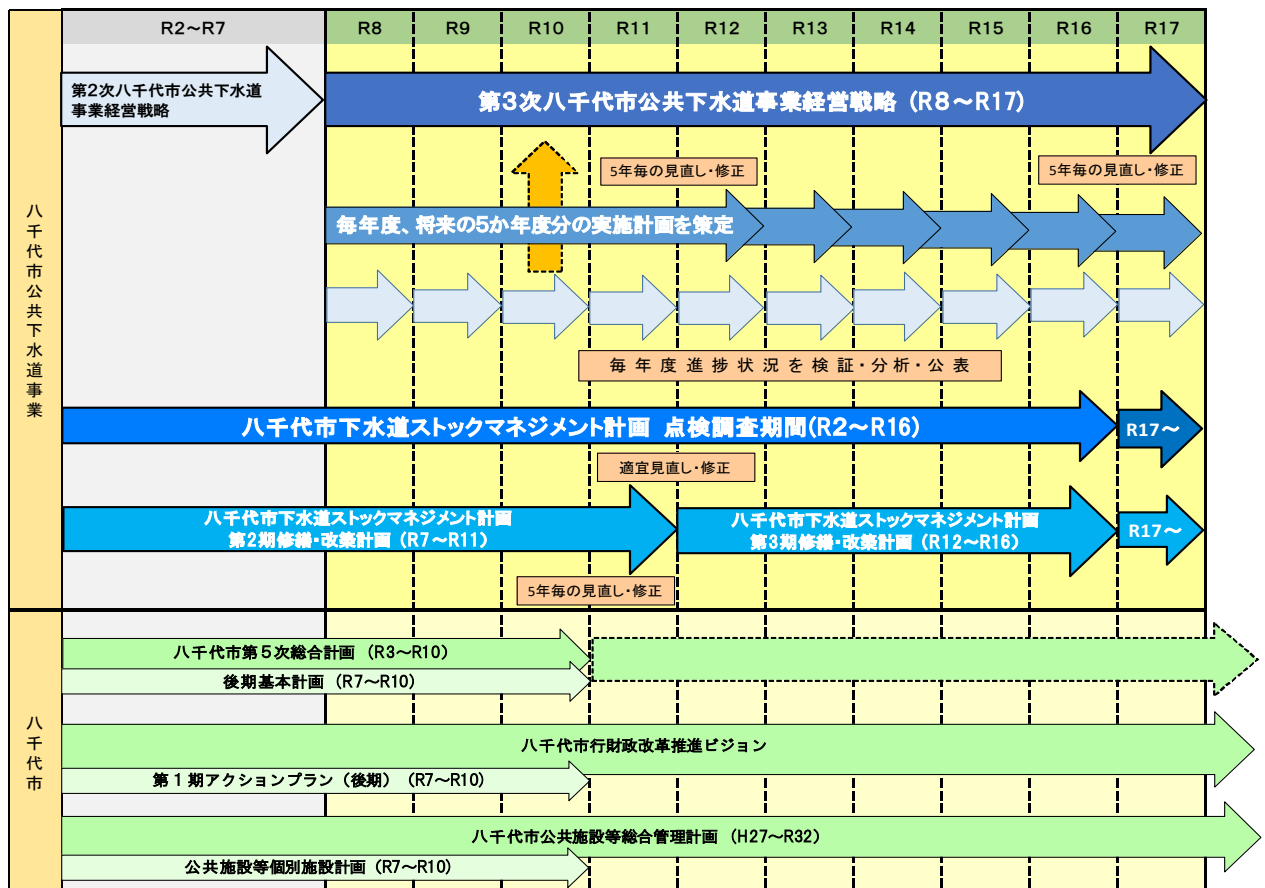 R2～R7
R8
R9
R10
R11
R12
R13
R14
R15
R16
R17
八千代市公共下水道事業
第2次八千代市公共下水道
事業経営戦略
第3次八千代市公共下水道事業経営戦略 (R8～R17)
5年毎の見直し・修正
5年毎の見直し・修正
毎年度、将来の5か年度分の実施計画を策定
毎年度進捗状況を検証・分析・公表
八千代市下水道ストックマネジメント計画 点検調査期間(R2～R16)
R17～
適宜見直し・修正
八千代市下水道ストックマネジメント計画
第2期修繕・改築計画 (R7～R11)
八千代市下水道ストックマネジメント計画
第3期修繕・改築計画 (R12～R16)
R17～
5年毎の見直し・修正
八千代市
八千代市第5次総合計画 (R3～R10)
後期基本計画 (R7～R10)
八千代市行財政改革推進ビジョン
第1期アクションプラン(後期) (R7～R10)
八千代市公共施設等総合管理計画 (H27～R32)
公共施設等個別施設計画 (R7～R10)